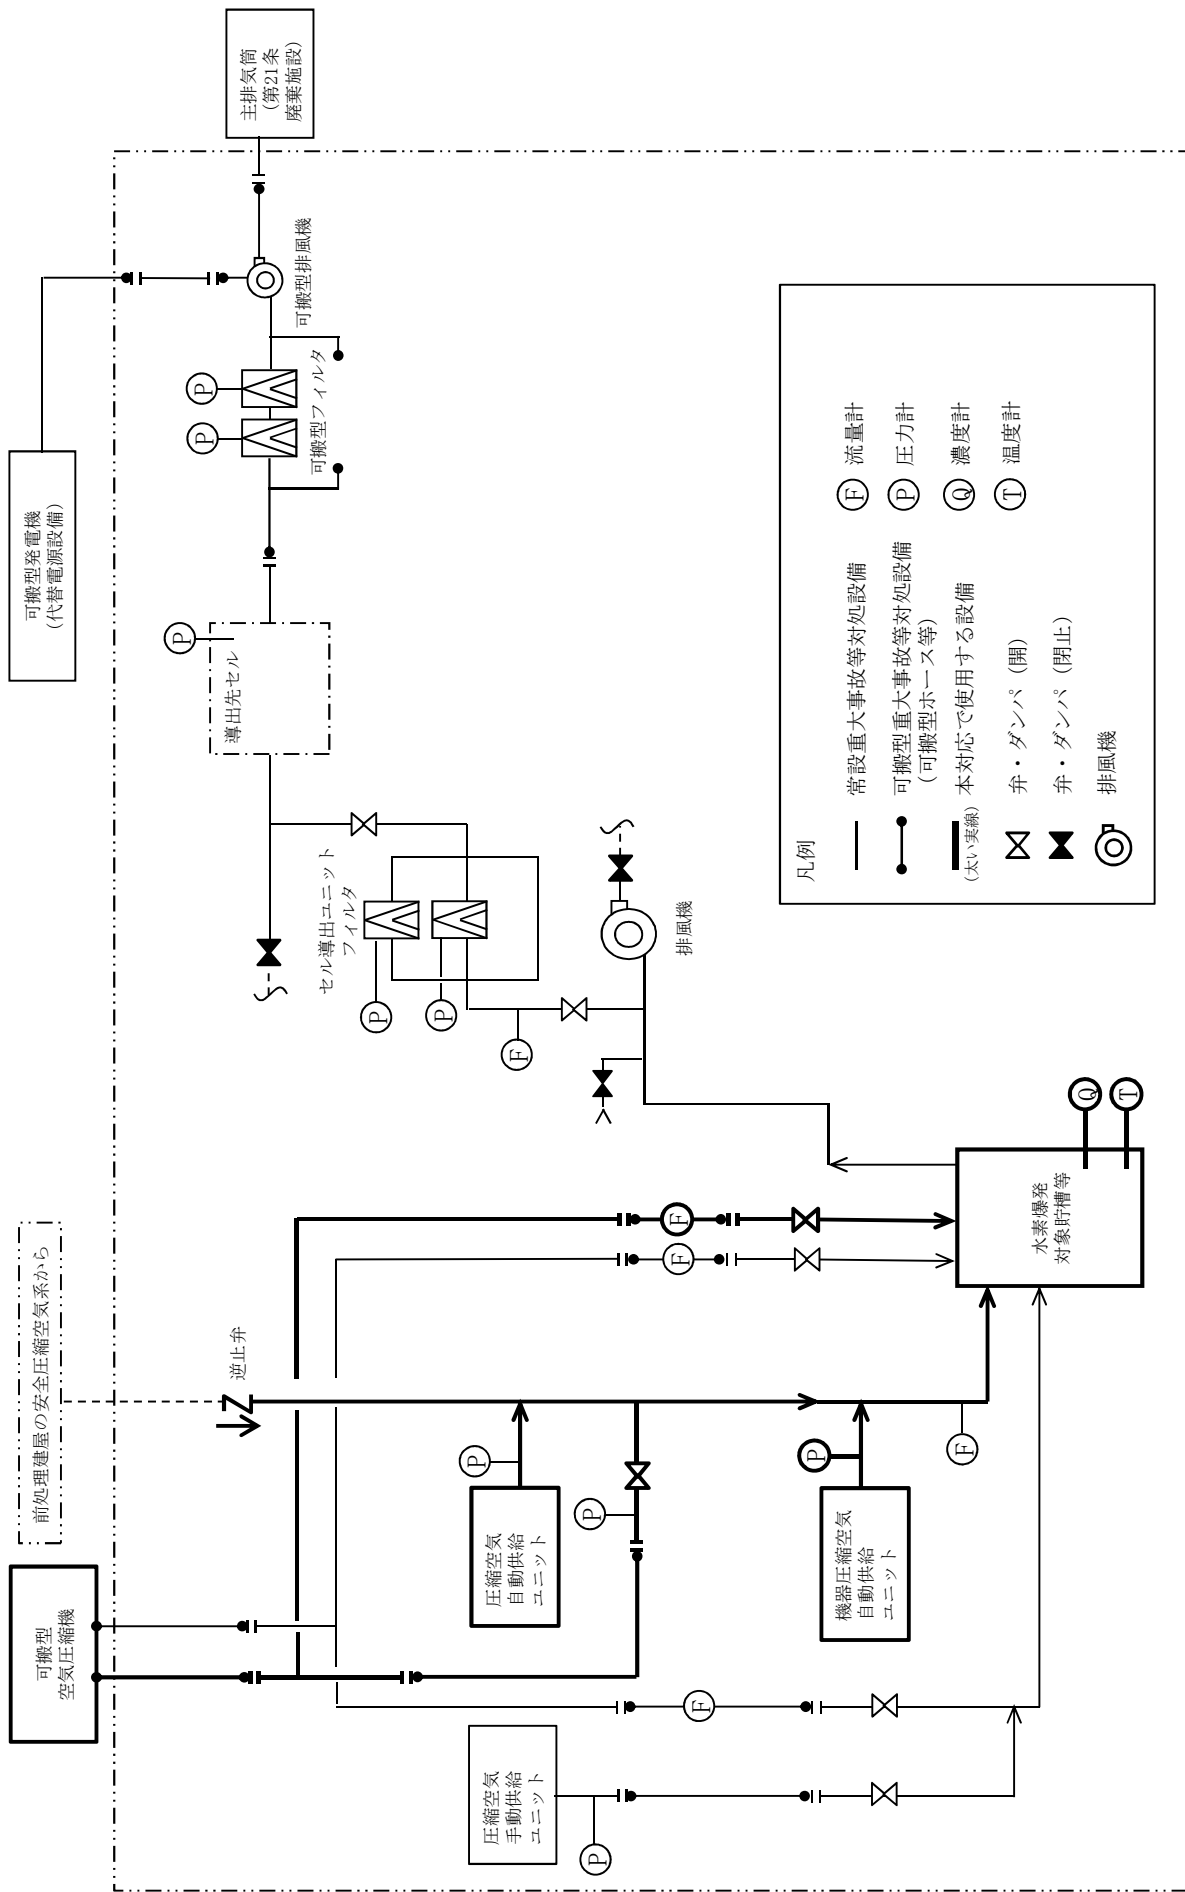 可搬型
空気圧縮機
前処理建屋の安全圧縮空気系から
可搬型発電機
(代替電源設備)
主排気筒
(第21条
廃棄施設)
逆止弁
導出先セル
P
P
P
可搬型フィルタ
可搬型排風機
セル導出ユニット
フィルタ
P
P
F
排風機
圧縮空気
手動供給
ユニット
P
圧縮空気
自動供給
ユニット
P
P
F
F
F
機器圧縮空気
自動供給
ユニット
P
F
水素爆発
対象貯槽等
Q
T
凡例
常設重大事故等対処設備
可搬型重大事故等対処設備
(可搬型ホース等)
本対応で使用する設備
(太い実線)
弁・ダンパ (開)
弁・ダンパ (閉止)
排風機
F 流量計
P 圧力計
Q 濃度計
T 温度計